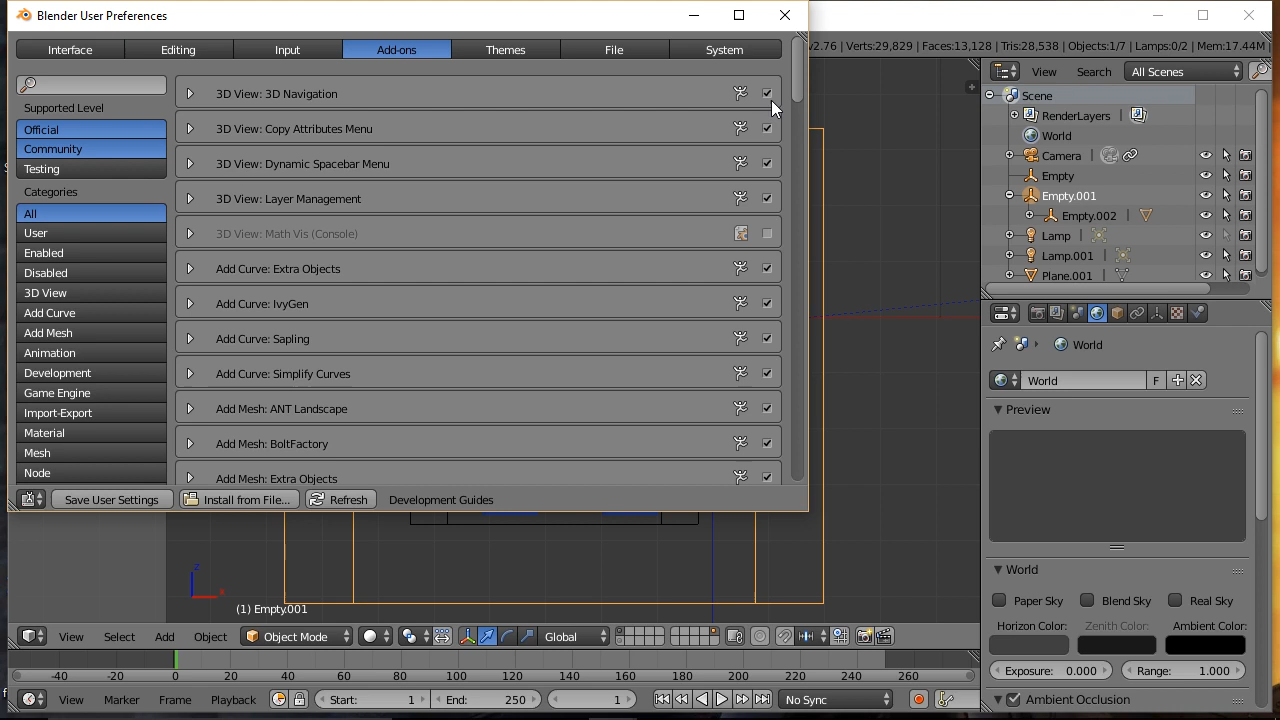 Blender User Preferences
Interface
Editing
Input
Add-ons
Themes
File
System
Supported Level
Official
Community
Testing
Categories
All
User
Enabled
Disabled
3D View
Add Curve
Add Mesh
Animation
Development
Game Engine
Import-Export
Material
Mesh
Node
3D View: 3D Navigation
3D View: Copy Attributes Menu
3D View: Dynamic Spacebar Menu
3D View: Layer Management
3D View: Math Vis (Console)
Add Curve: Extra Objects
Add Curve: IvyGen
Add Curve: Sapling
Add Curve: Simplify Curves
Add Mesh: ANT Landscape
Add Mesh: BoltFactory
Add Mesh: Extra Objects
Save User Settings
Install from File...
Refresh
Development Guides
v2.76 | Verts:29,829 | Faces:13,128 | Tris:28,538 | Objects:1/7 | Lamps:0/2 | Mem:17.44M
View
Search
All Scenes
Scene
RenderLayers
World
Camera
Empty
Empty.001
Empty.002
Lamp
Lamp.001
Plane.001
World
World
F
Preview
World
Paper Sky
Blend Sky
Real Sky
Horizon Color:
Zenith Color:
Ambient Color:
Exposure: 0.000
Range: 1.000
Ambient Occlusion
z
x
(1) Empty.001
View
Select
Add
Object
Object Mode
Global
-40 -20 0 20 40 60 80 100 120 140 160 180 200 220 240 260
View
Marker
Frame
Playback
Start: 1
End: 250
1
No Sync